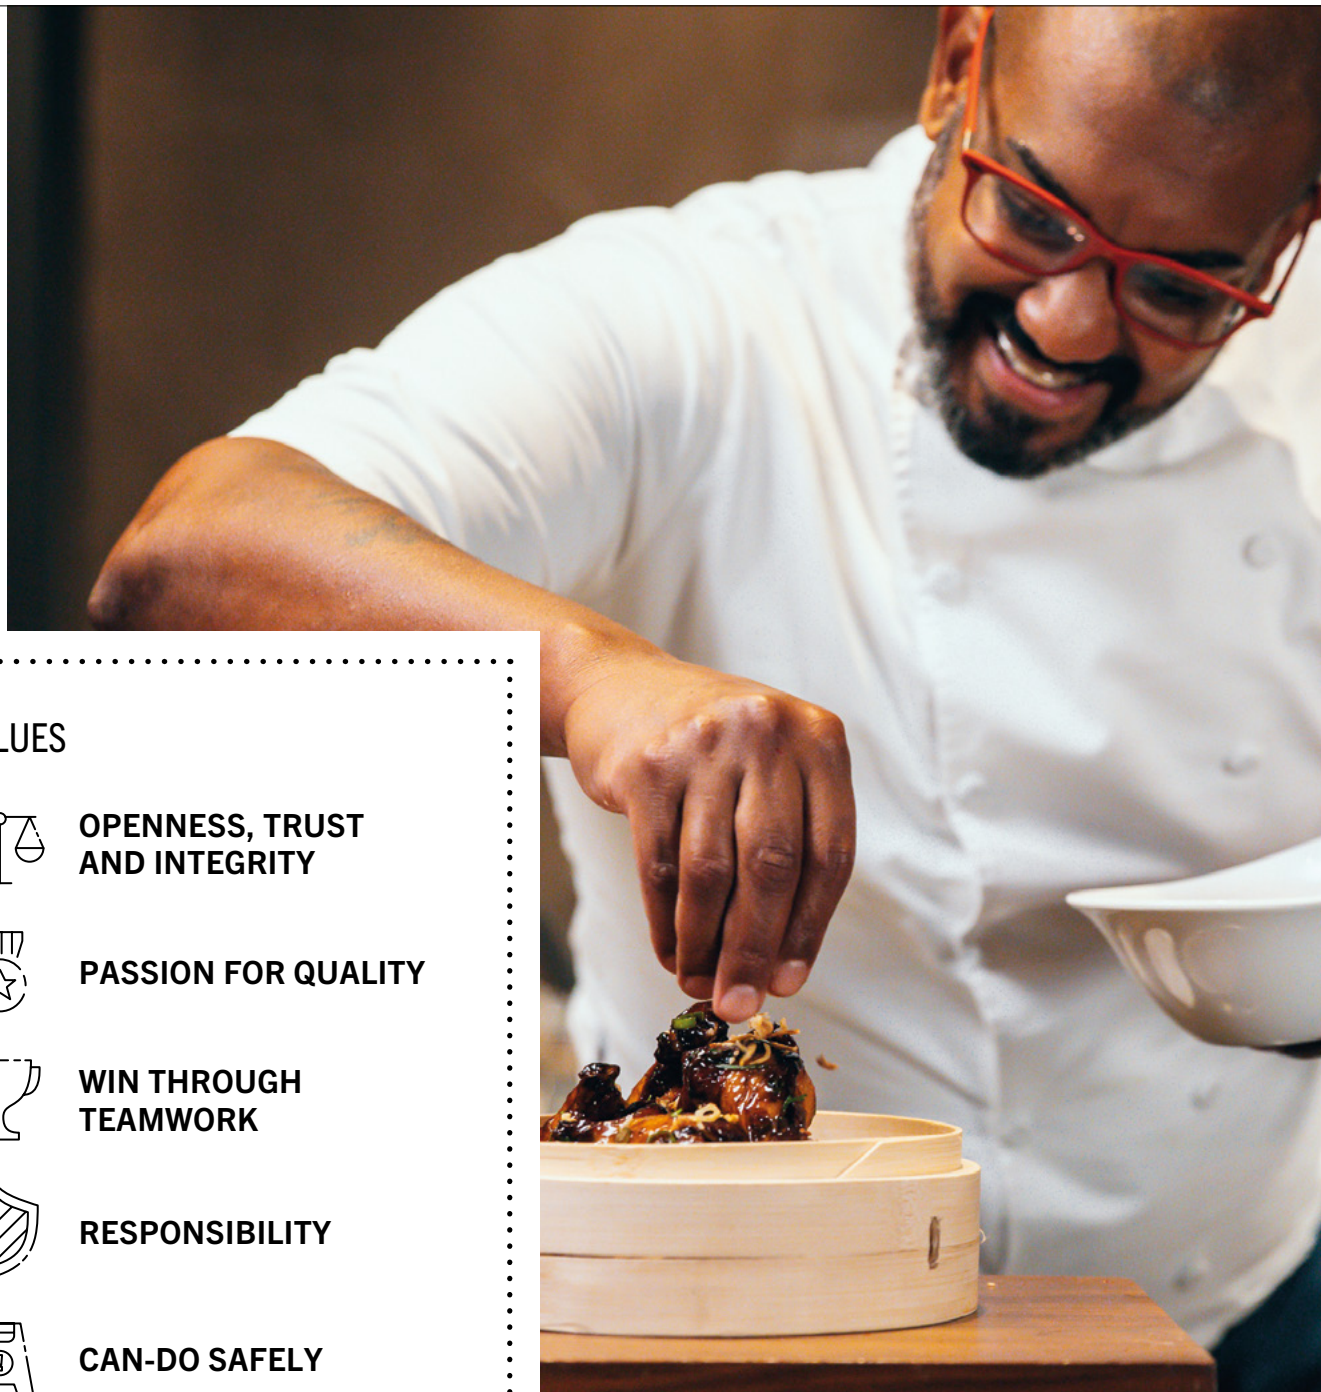 LUES
OPENNESS, TRUST
AND INTEGRITY
PASSION FOR QUALITY
WIN THROUGH
TEAMWORK
RESPONSIBILITY
CAN-DO SAFELY